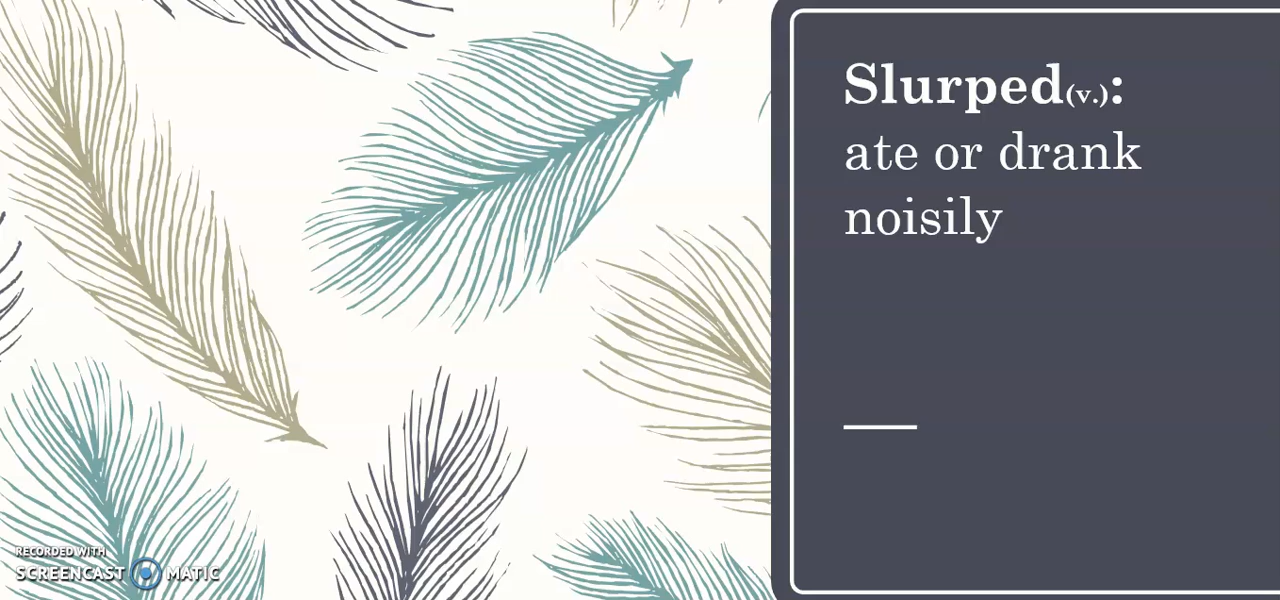 Slurped(v.):
ate or drank
noisily
RECORDED WITH
SCREENCAST MATIC